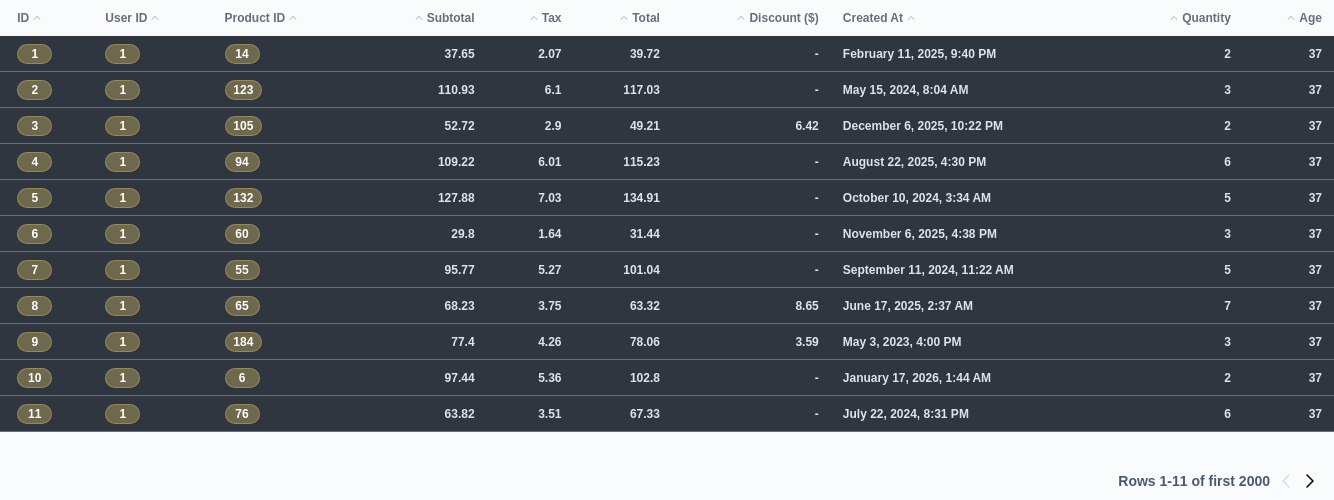 ID User ID Product ID Subtotal Tax Total Discount ($) Created At Quantity Age
1 1 14 37.65 2.07 39.72 - February 11, 2025, 9:40 PM 2 37
2 1 123 110.93 6.1 117.03 - May 15, 2024, 8:04 AM 3 37
3 1 105 52.72 2.9 49.21 6.42 December 6, 2025, 10:22 PM 2 37
4 1 94 109.22 6.01 115.23 - August 22, 2025, 4:30 PM 6 37
5 1 132 127.88 7.03 134.91 - October 10, 2024, 3:34 AM 5 37
6 1 60 29.8 1.64 31.44 - November 6, 2025, 4:38 PM 3 37
7 1 55 95.77 5.27 101.04 - September 11, 2024, 11:22 AM 5 37
8 1 65 68.23 3.75 63.32 8.65 June 17, 2025, 2:37 AM 7 37
9 1 184 77.4 4.26 78.06 3.59 May 3, 2023, 4:00 PM 3 37
10 1 6 97.44 5.36 102.8 - January 17, 2026, 1:44 AM 2 37
11 1 76 63.82 3.51 67.33 - July 22, 2024, 8:31 PM 6 37
Rows 1-11 of first 2000